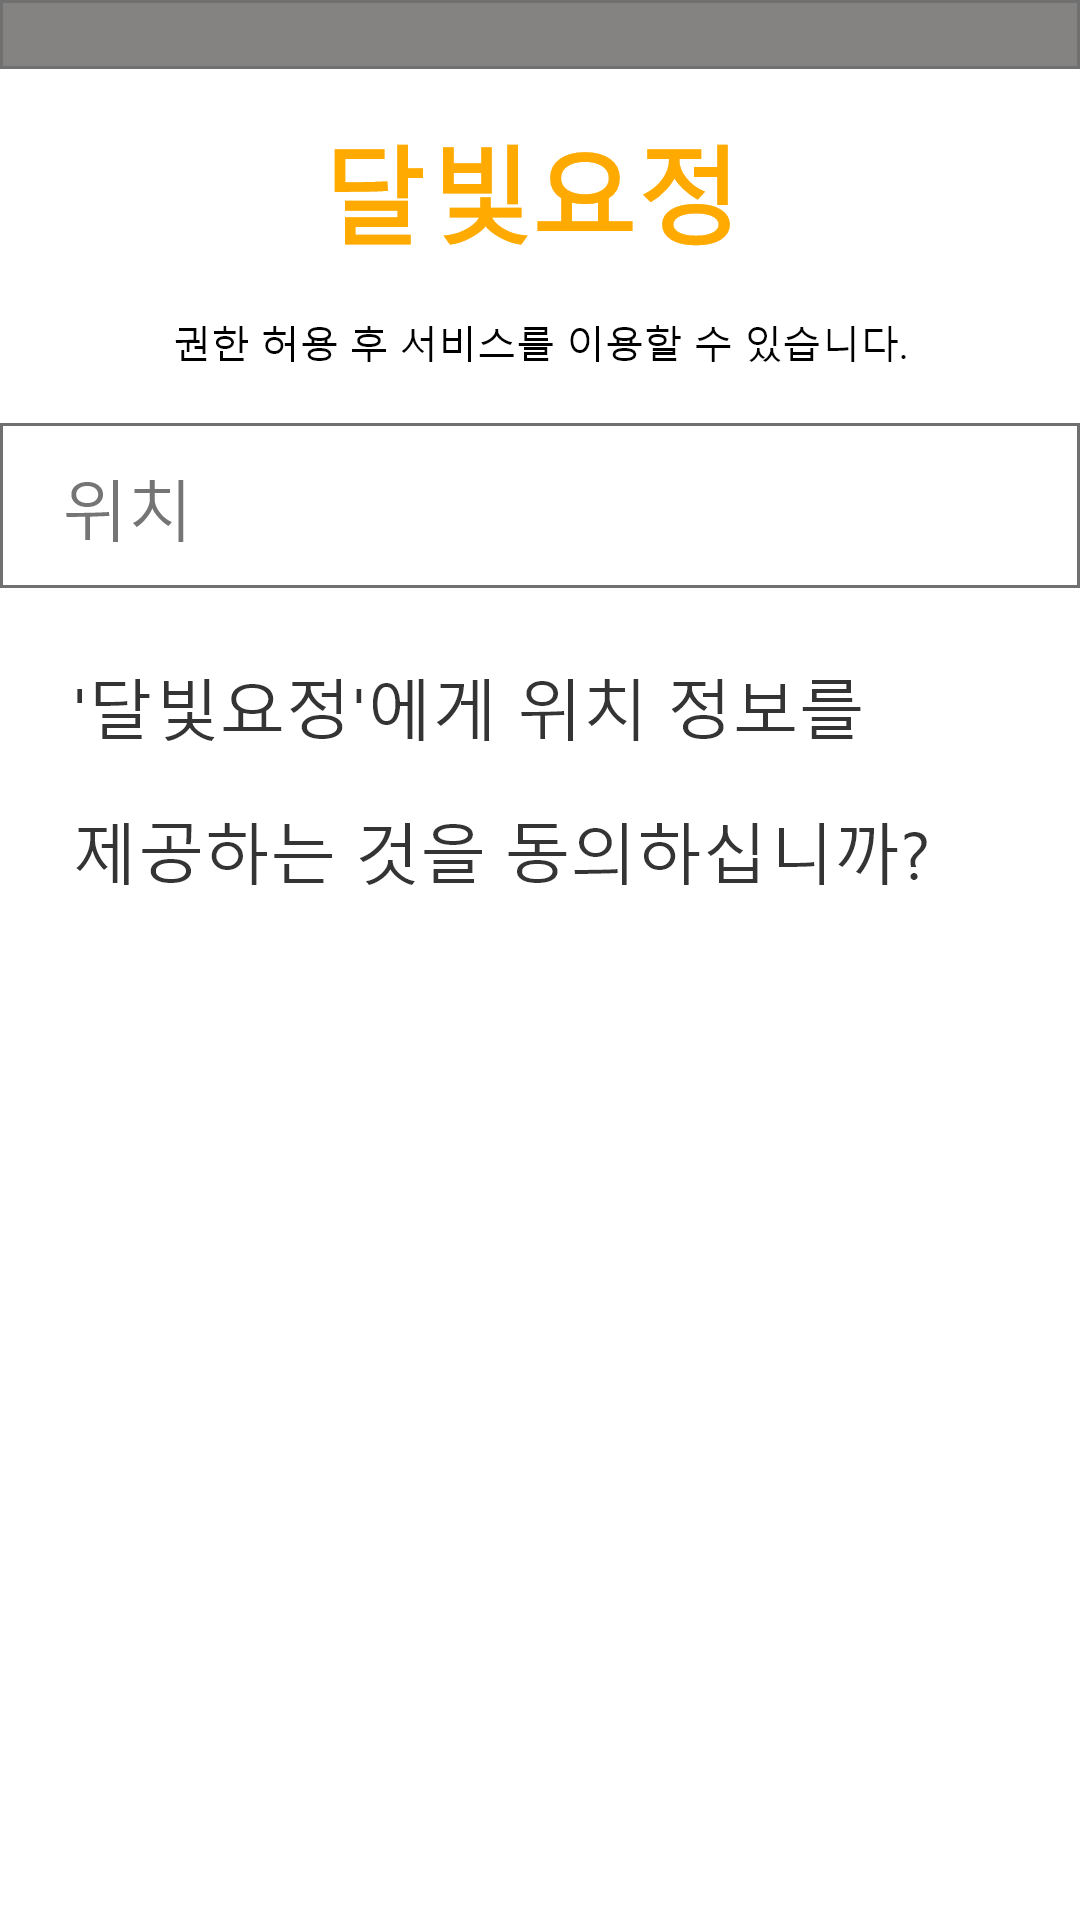 달빛요정
권한 허용 후 서비스를 이용할 수 있습니다.
위치
'달빛요정'에게 위치 정보를
제공하는 것을 동의하십니까?